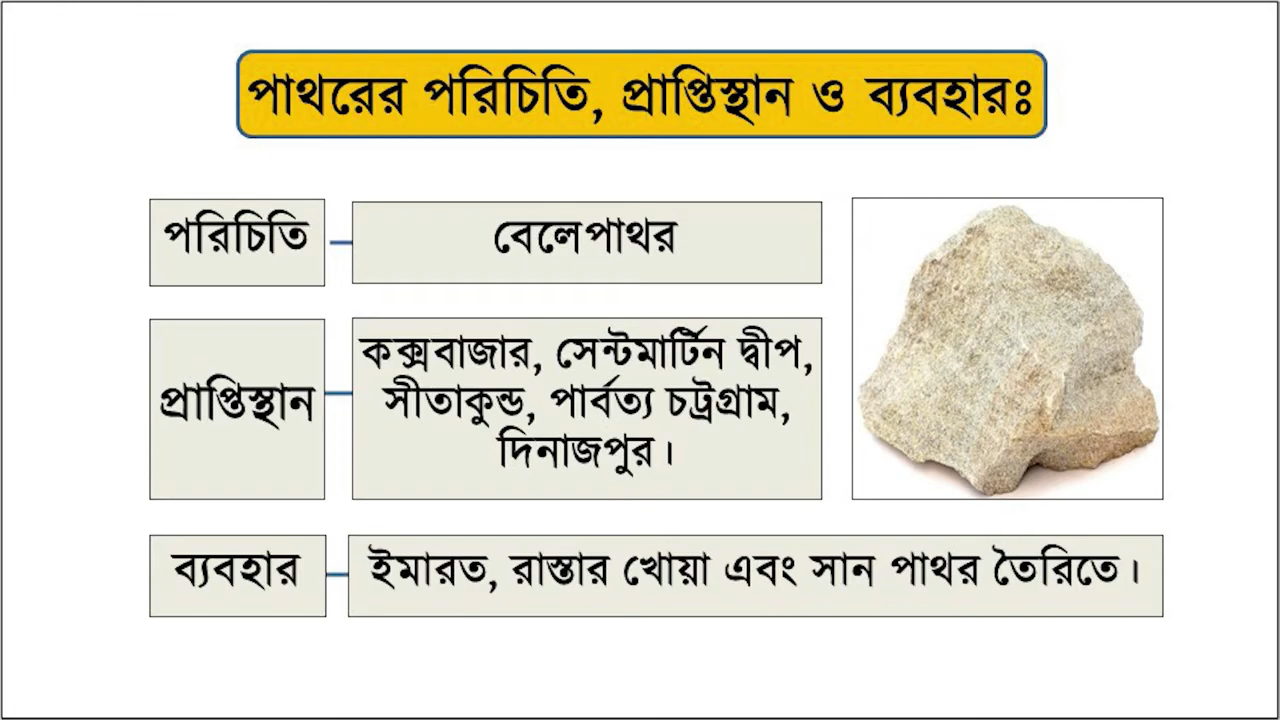 পাথরের পরিচিতি, প্রাপ্তিস্থান ও ব্যবহারঃ
পরিচিতি
বেলেপাথর
প্রাপ্তিস্থান
কক্সবাজার, সেন্টমার্টিন দ্বীপ,
সীতাকুন্ড, পার্বত্য চট্রগ্রাম,
দিনাজপুর।
ব্যবহার
ইমারত, রাস্তার খোয়া এবং সান পাথর তৈরিতে।